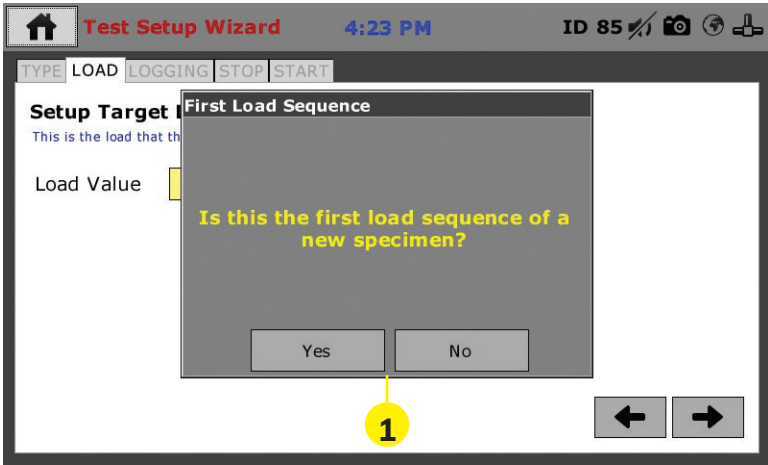 Test Setup Wizard 4:23 PM ID 85
TYPE LOAD LOGGING STOP START
Setup Target
This is the load that th
Load Value
First Load Sequence
Is this the first load sequence of a
new specimen?
Yes No
1